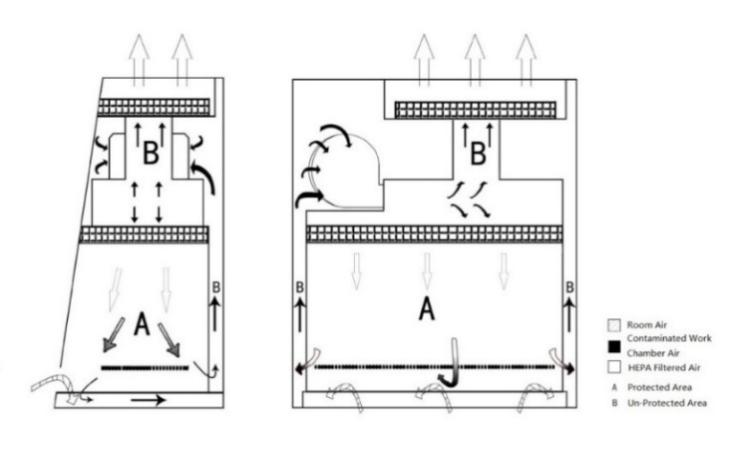 B
B
B
B
B
A
A
Room Air
Contaminated Work
Chamber Air
HEPA Filtered Air
A Protected Area
B Un-Protected Area